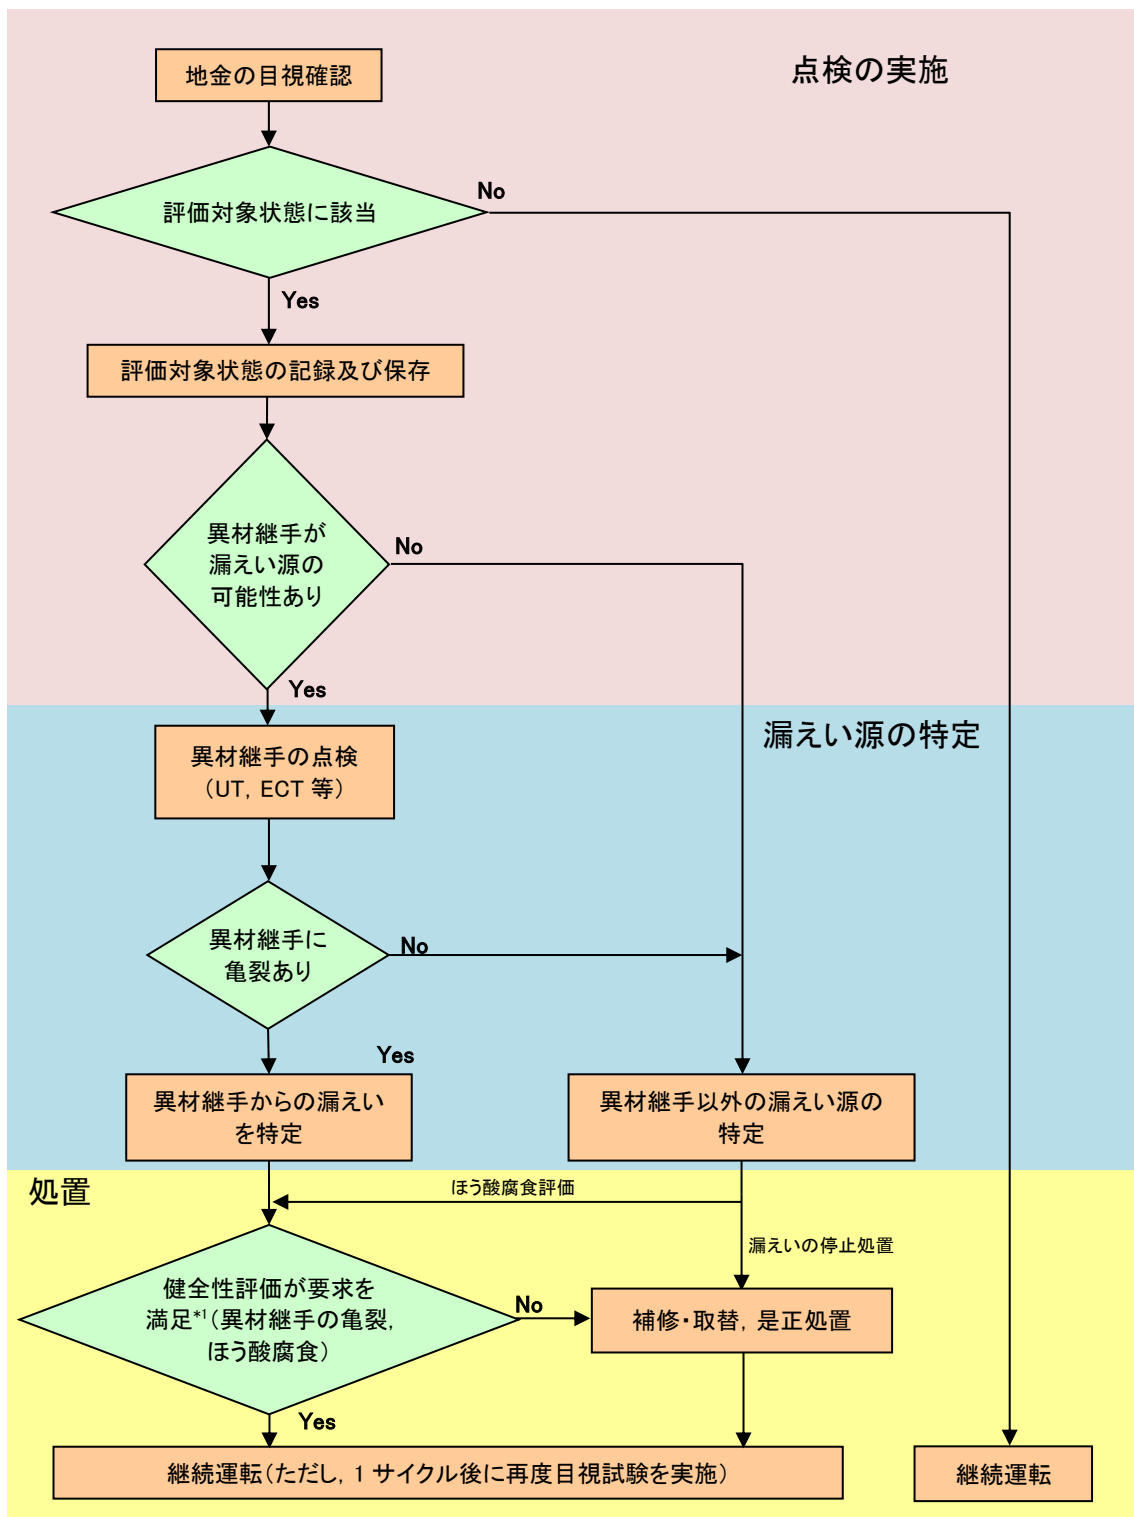 点検の実施
地金の目視確認
評価対象状態に該当
No
Yes
評価対象状態の記録及び保存
異材継手が
漏えい源の
可能性あり
No
Yes
漏えい源の特定
異材継手の点検
（UT, ECT 等）
異材継手に
亀裂あり
No
Yes
異材継手からの漏えい
を特定
異材継手以外の漏えい源の
特定
処置
ほう酸腐食評価
漏えいの停止処置
健全性評価が要求を
満足*1（異材継手の亀裂,
ほう酸腐食）
No
補修・取替, 是正処置
Yes
継続運転（ただし, 1 サイクル後に再度目視試験を実施）
継続運転